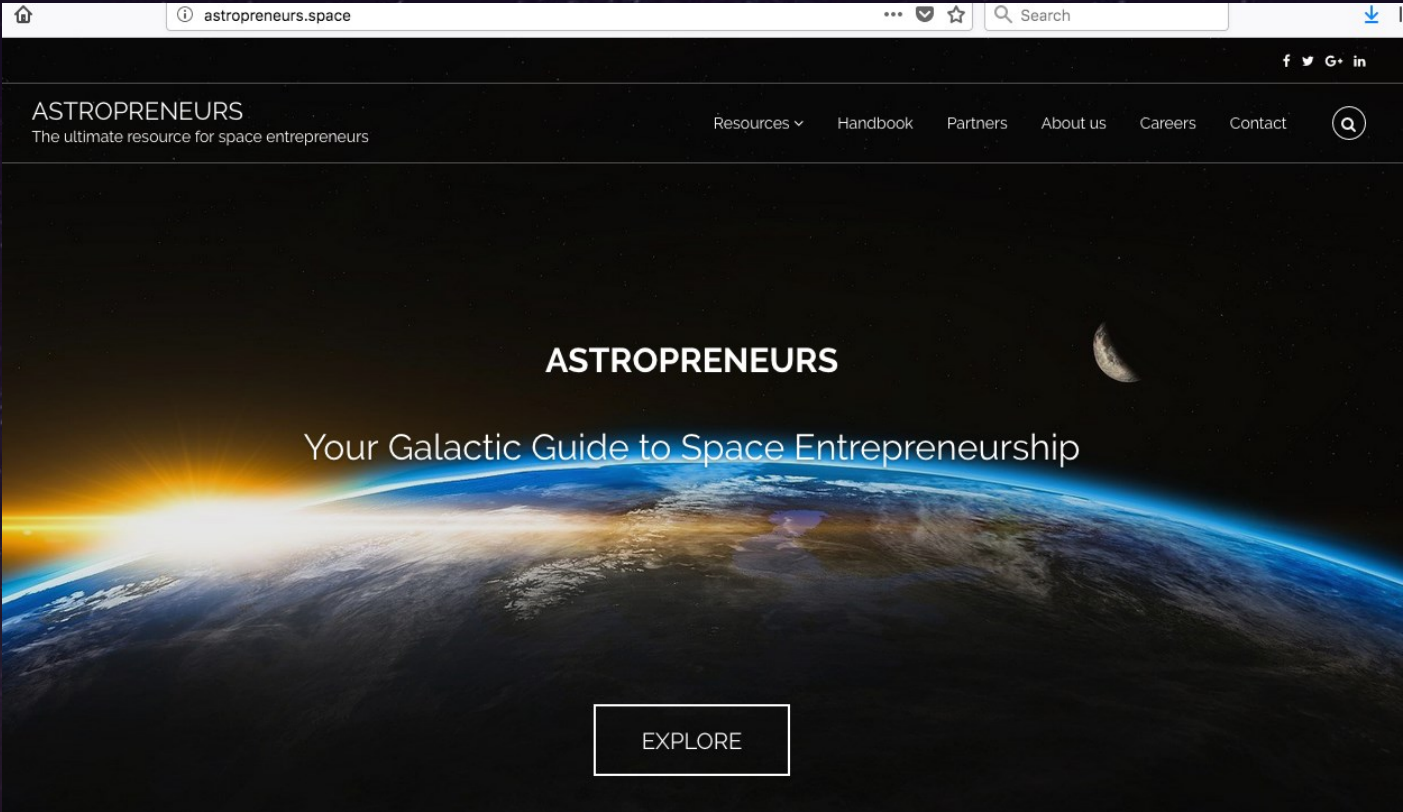 astropreneurs.space
Search
f G+ in
ASTROPRENEURS
The ultimate resource for space entrepreneurs
Resources Handbook Partners About us Careers Contact
ASTROPRENEURS
Your Galactic Guide to Space Entrepreneurship
EXPLORE